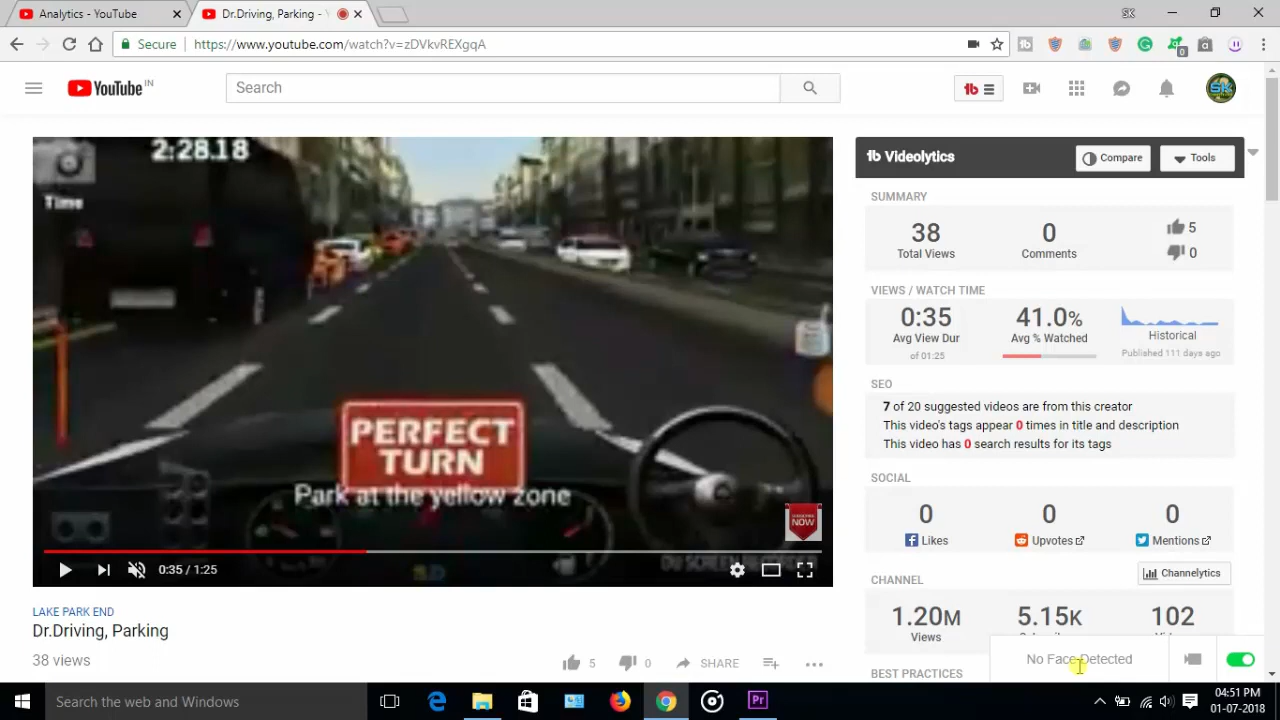 Analytics - YouTube
Dr.Driving, Parking -
SK
Secure
https://www.youtube.com/watch?v=zDVkvREXgqA
0
YouTube IN
Search
tb
SK
2:28.18
Time
PERFECT
TURN
Park at the yellow zone
NOW
0:35 / 1:25
LAKE PARK END
Dr.Driving, Parking
38 views
5
0
SHARE
tb Videolytics
Compare
Tools
SUMMARY
38
Total Views
0
Comments
5
0
VIEWS / WATCH TIME
0:35
Avg View Dur
of 01:25
41.0%
Avg % Watched
Historical
Published 111 days ago
SEO
7 of 20 suggested videos are from this creator
This video's tags appear 0 times in title and description
This video has 0 search results for its tags
SOCIAL
0
Likes
0
Upvotes
0
Mentions
CHANNEL
Channelytics
1.20M
Views
5.15K
102
No Face Detected
BEST PRACTICES
Search the web and Windows
Pr
04:51 PM
01-07-2018